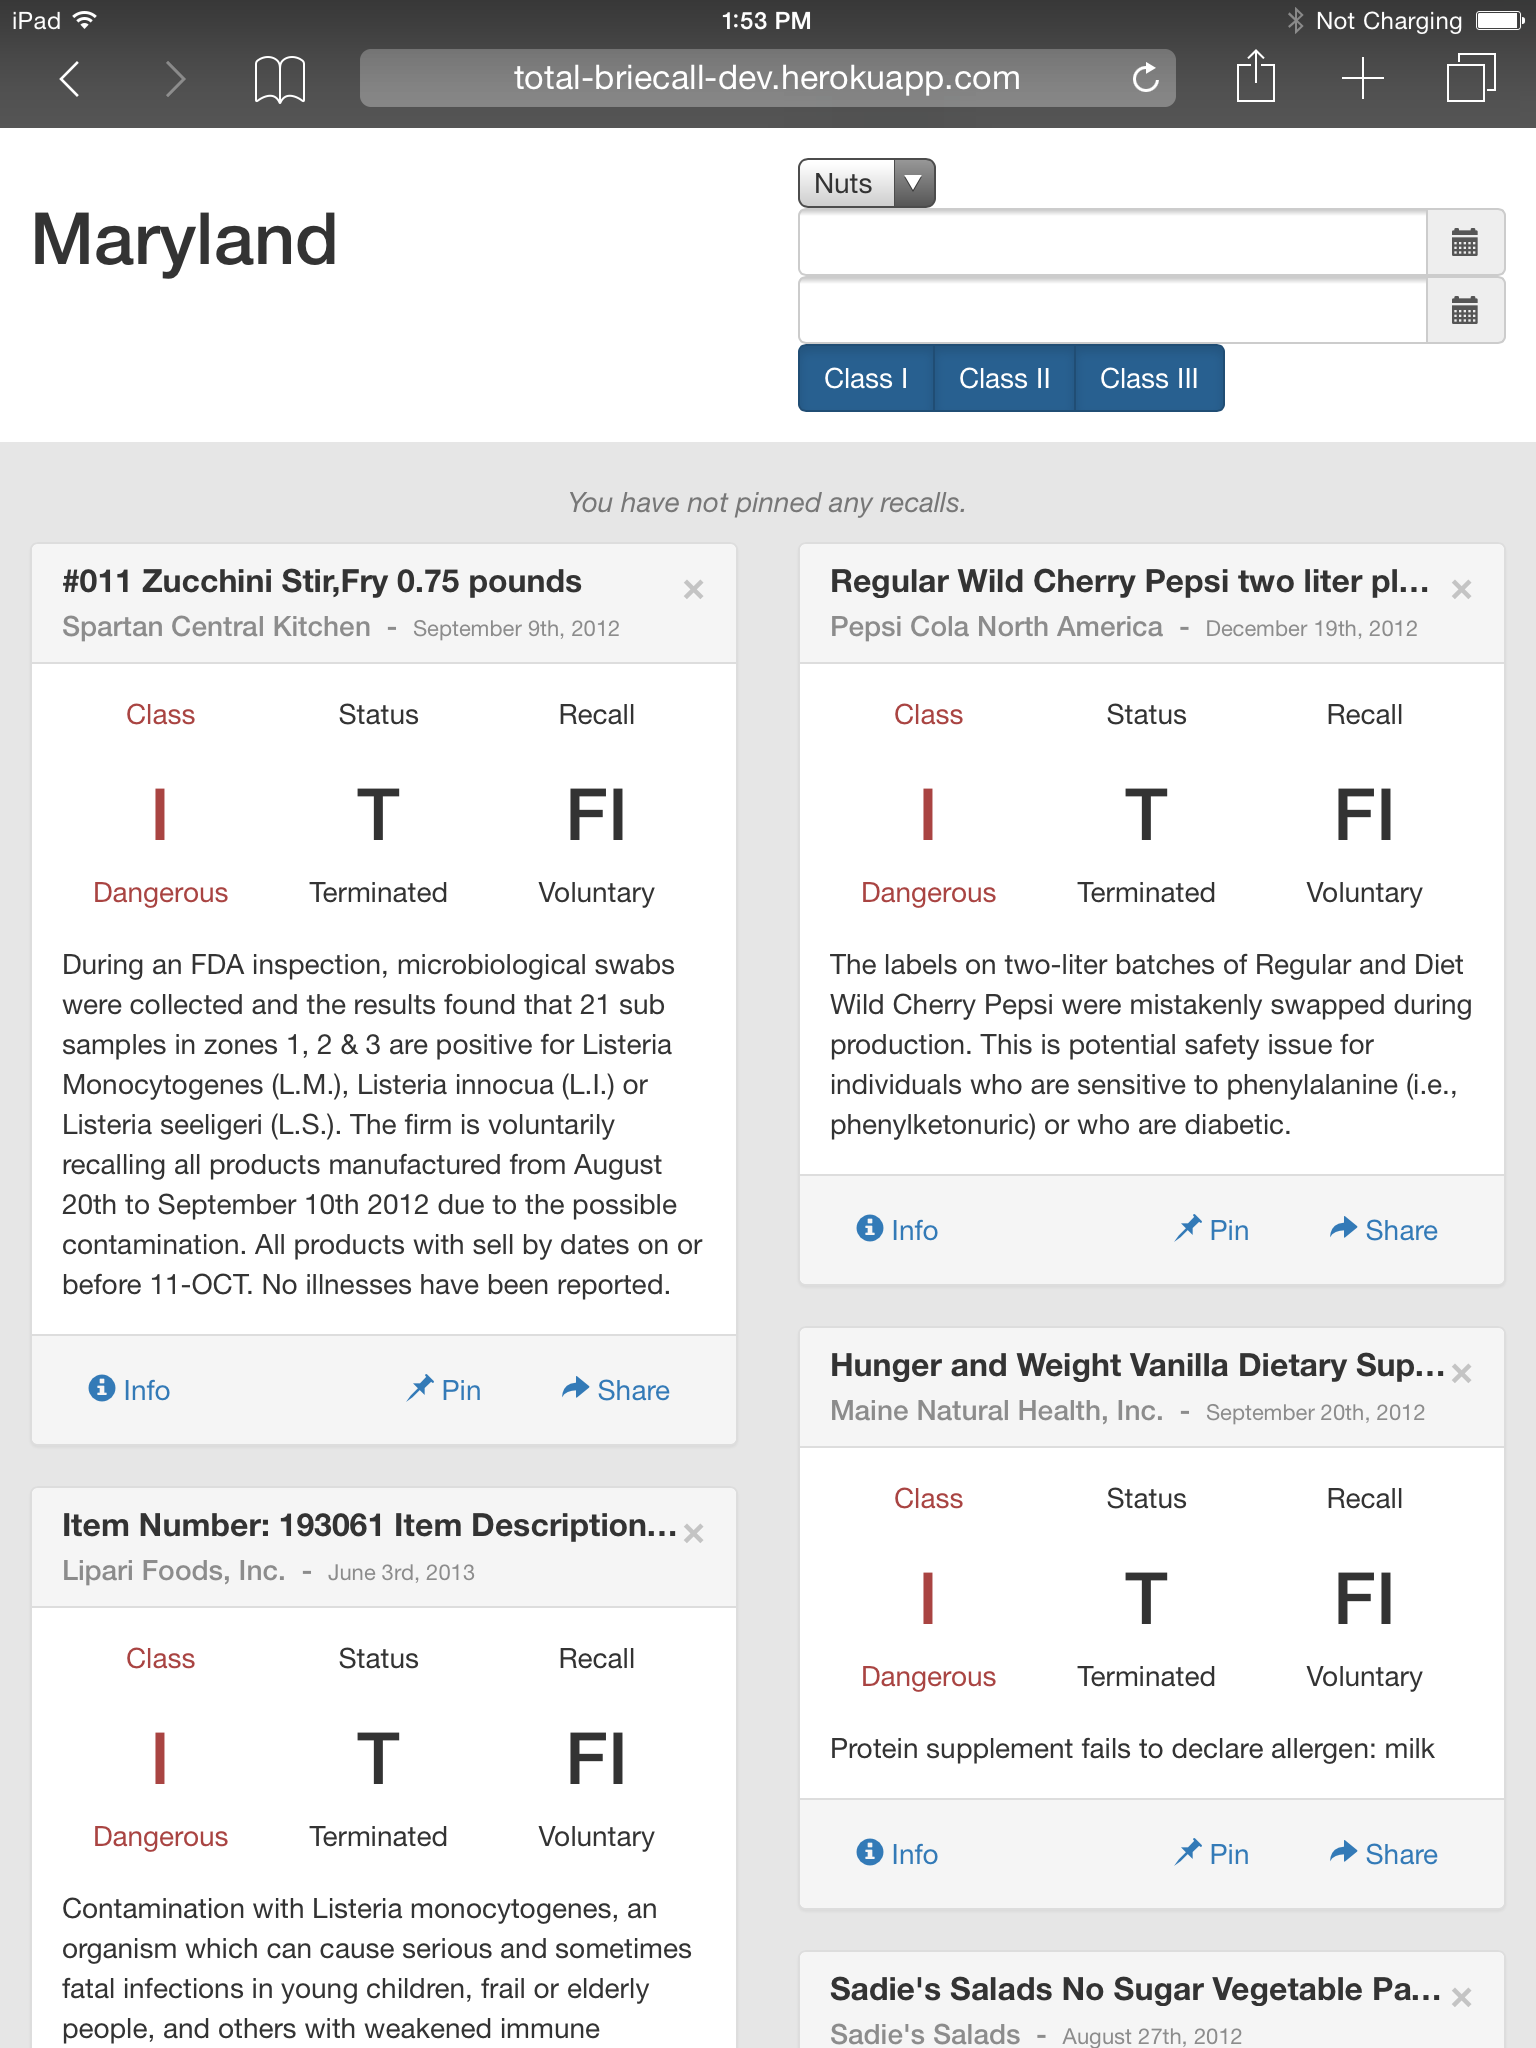 iPad
1:53 PM
Not Charging
total-briecall-dev.herokuapp.com
Maryland
Nuts
Class I
Class II
Class III
You have not pinned any recalls.
#011 Zucchini Stir,Fry 0.75 pounds
×
Spartan Central Kitchen - September 9th, 2012
Class
Status
Recall
I
T
FI
Dangerous
Terminated
Voluntary
During an FDA inspection, microbiological swabs
were collected and the results found that 21 sub
samples in zones 1, 2 & 3 are positive for Listeria
Monocytogenes (L.M.), Listeria innocua (L.I.) or
Listeria seeligeri (L.S.). The firm is voluntarily
recalling all products manufactured from August
20th to September 10th 2012 due to the possible
contamination. All products with sell by dates on or
before 11-OCT. No illnesses have been reported.
Info
Pin
Share
Item Number: 193061 Item Description...
×
Lipari Foods, Inc. - June 3rd, 2013
Class
Status
Recall
I
T
FI
Dangerous
Terminated
Voluntary
Contamination with Listeria monocytogenes, an
organism which can cause serious and sometimes
fatal infections in young children, frail or elderly
people, and others with weakened immune
Regular Wild Cherry Pepsi two liter pl...
×
Pepsi Cola North America - December 19th, 2012
Class
Status
Recall
I
T
FI
Dangerous
Terminated
Voluntary
The labels on two-liter batches of Regular and Diet
Wild Cherry Pepsi were mistakenly swapped during
production. This is potential safety issue for
individuals who are sensitive to phenylalanine (i.e.,
phenylketonuric) or who are diabetic.
Info
Pin
Share
Hunger and Weight Vanilla Dietary Sup...
×
Maine Natural Health, Inc. - September 20th, 2012
Class
Status
Recall
I
T
FI
Dangerous
Terminated
Voluntary
Protein supplement fails to declare allergen: milk
Info
Pin
Share
Sadie's Salads No Sugar Vegetable Pa...
×
Sadie's Salads - August 27th, 2012